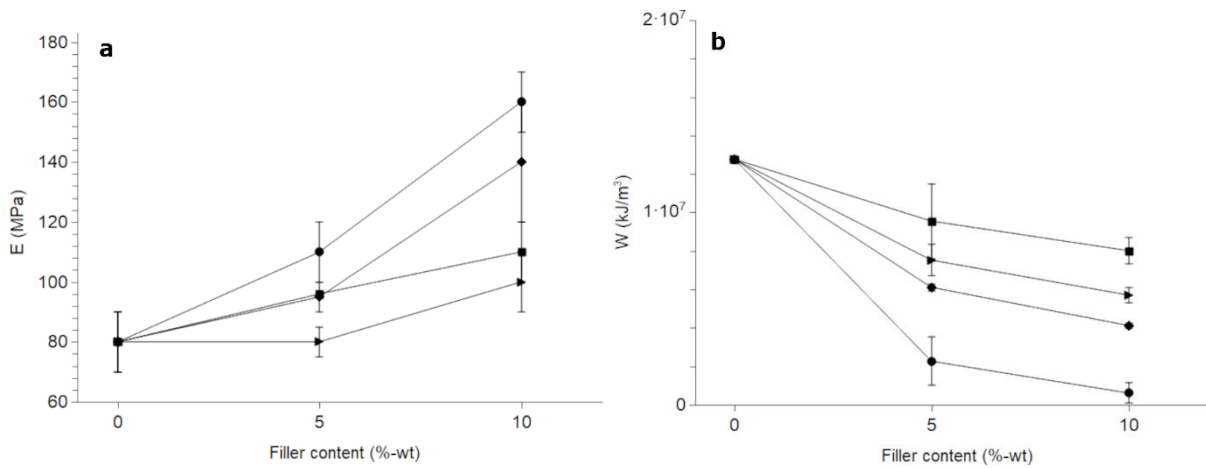 a
180
160
140
120
100
80
60
E (MPa)
0 5 10
Filler content (%-wt)
b
2·10⁷
1·10⁷
0
W (kJ/m³)
0 5 10
Filler content (%-wt)